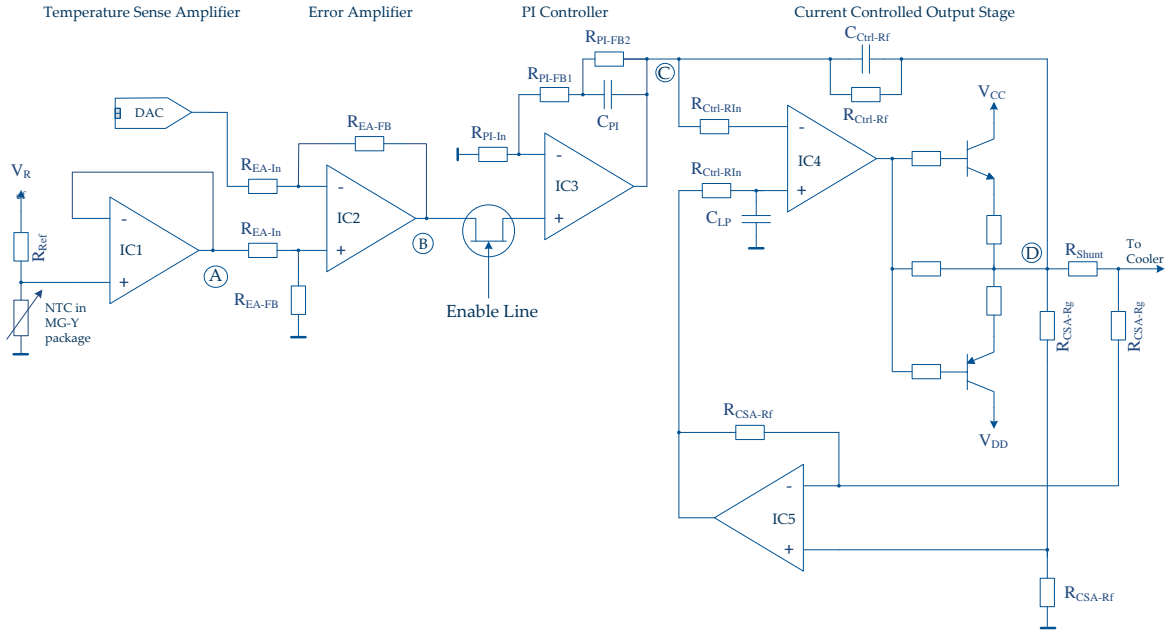 Temperature Sense Amplifier
Error Amplifier
PI Controller
Current Controlled Output Stage
DAC
V_R
R_Ref
NTC in
MG-Y
package
-
+
IC1
A
R_EA-In
R_EA-In
R_EA-FB
R_EA-FB
-
+
IC2
B
Enable Line
R_PI-In
R_PI-FB1
R_PI-FB2
C_PI
-
+
IC3
C
R_Ctrl-RIn
R_Ctrl-RIn
C_LP
C_Ctrl-Rf
R_Ctrl-Rf
-
+
IC4
V_CC
V_DD
D
R_Shunt
To
Cooler
R_CSA-Rg
R_CSA-Rg
R_CSA-Rf
-
+
IC5
R_CSA-Rf